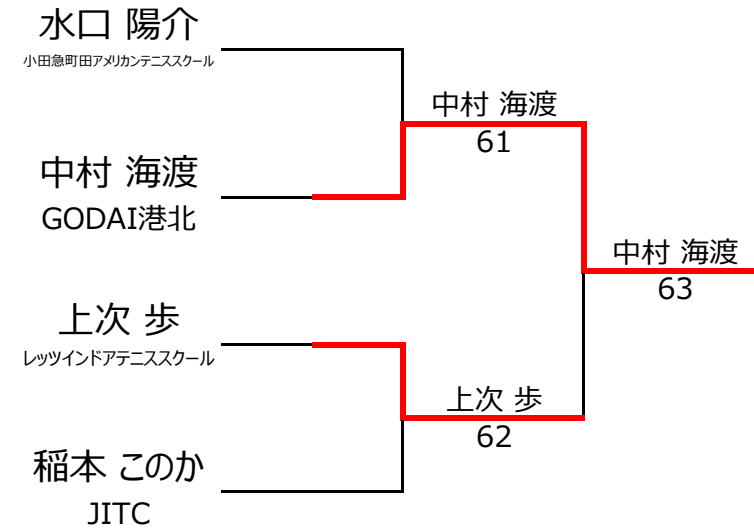 水口 陽介
小田急町田アメリカンテニススクール
中村 海渡
61
中村 海渡
GODAI港北
中村 海渡
63
上次 歩
レッツインドアテニススクール
上次 歩
62
稲本 このか
JITC